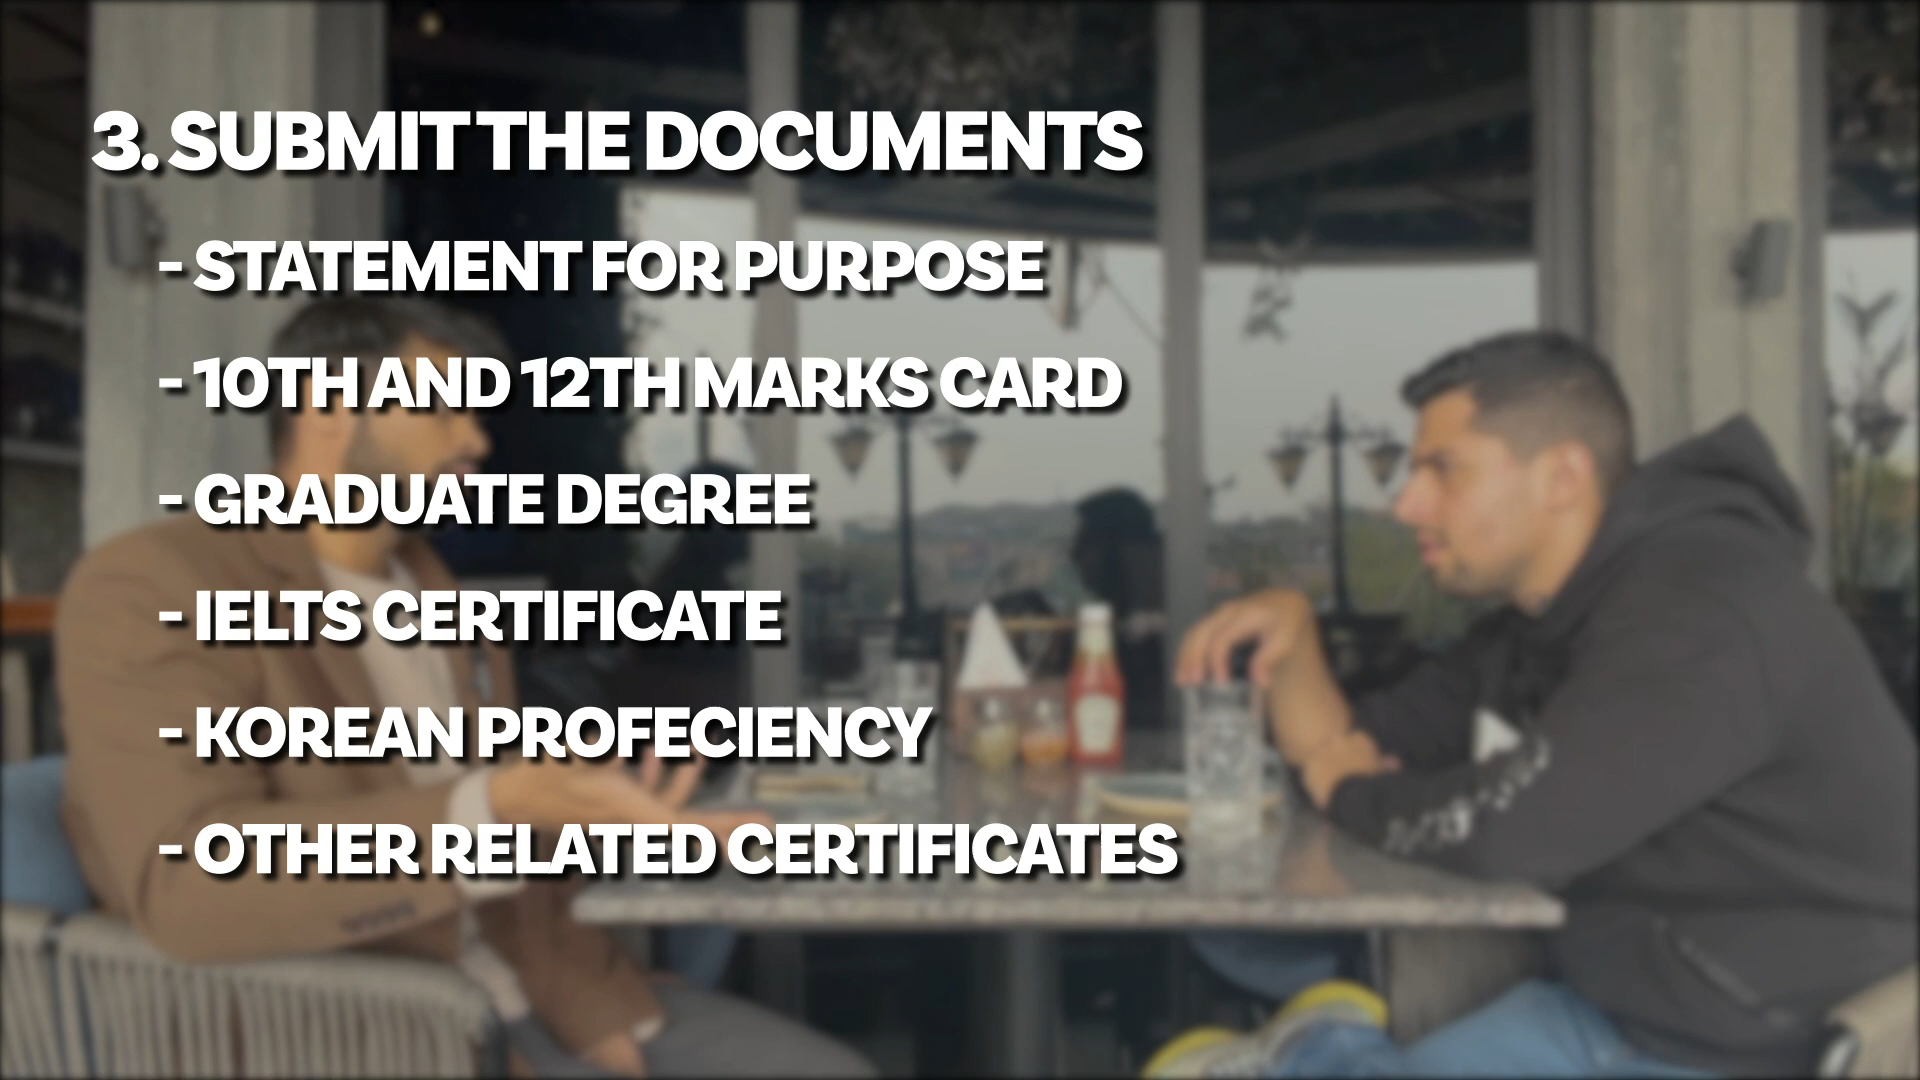 3. SUBMIT THE DOCUMENTS
- STATEMENT FOR PURPOSE
- 10TH AND 12TH MARKS CARD
- GRADUATE DEGREE
- IELTS CERTIFICATE
- KOREAN PROFECIENCY
- OTHER RELATED CERTIFICATES